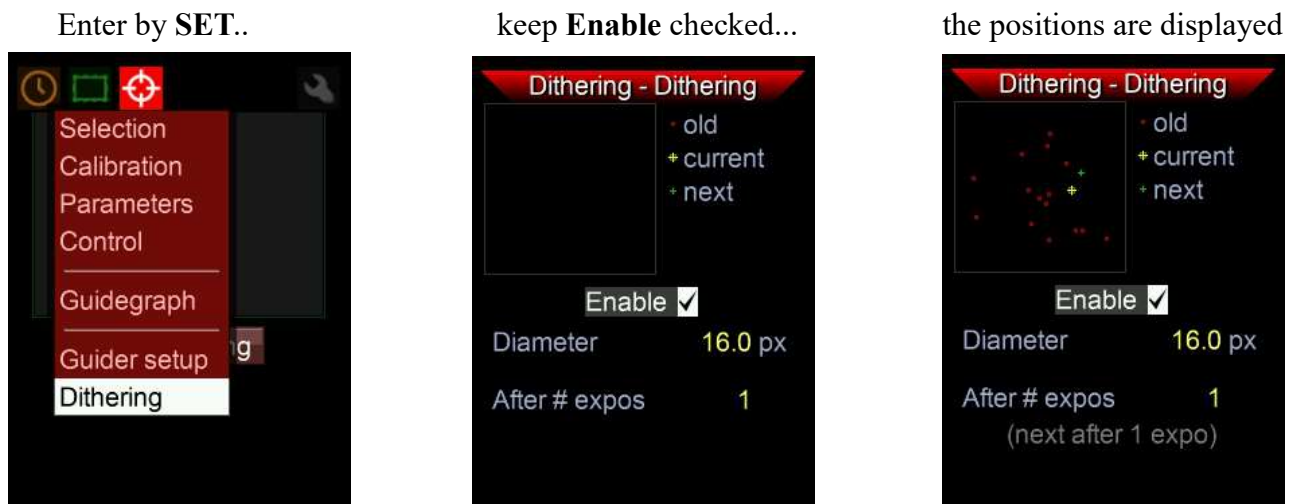 Enter by SET..
Selection
Calibration
Parameters
Control
Guidegraph
Guider setup
g
Dithering
keep Enable checked...
Dithering - Dithering
old
current
next
Enable
Diameter 16.0 px
After # expos 1
the positions are displayed
Dithering - Dithering
old
current
next
Enable
Diameter 16.0 px
After # expos 1
(next after 1 expo)